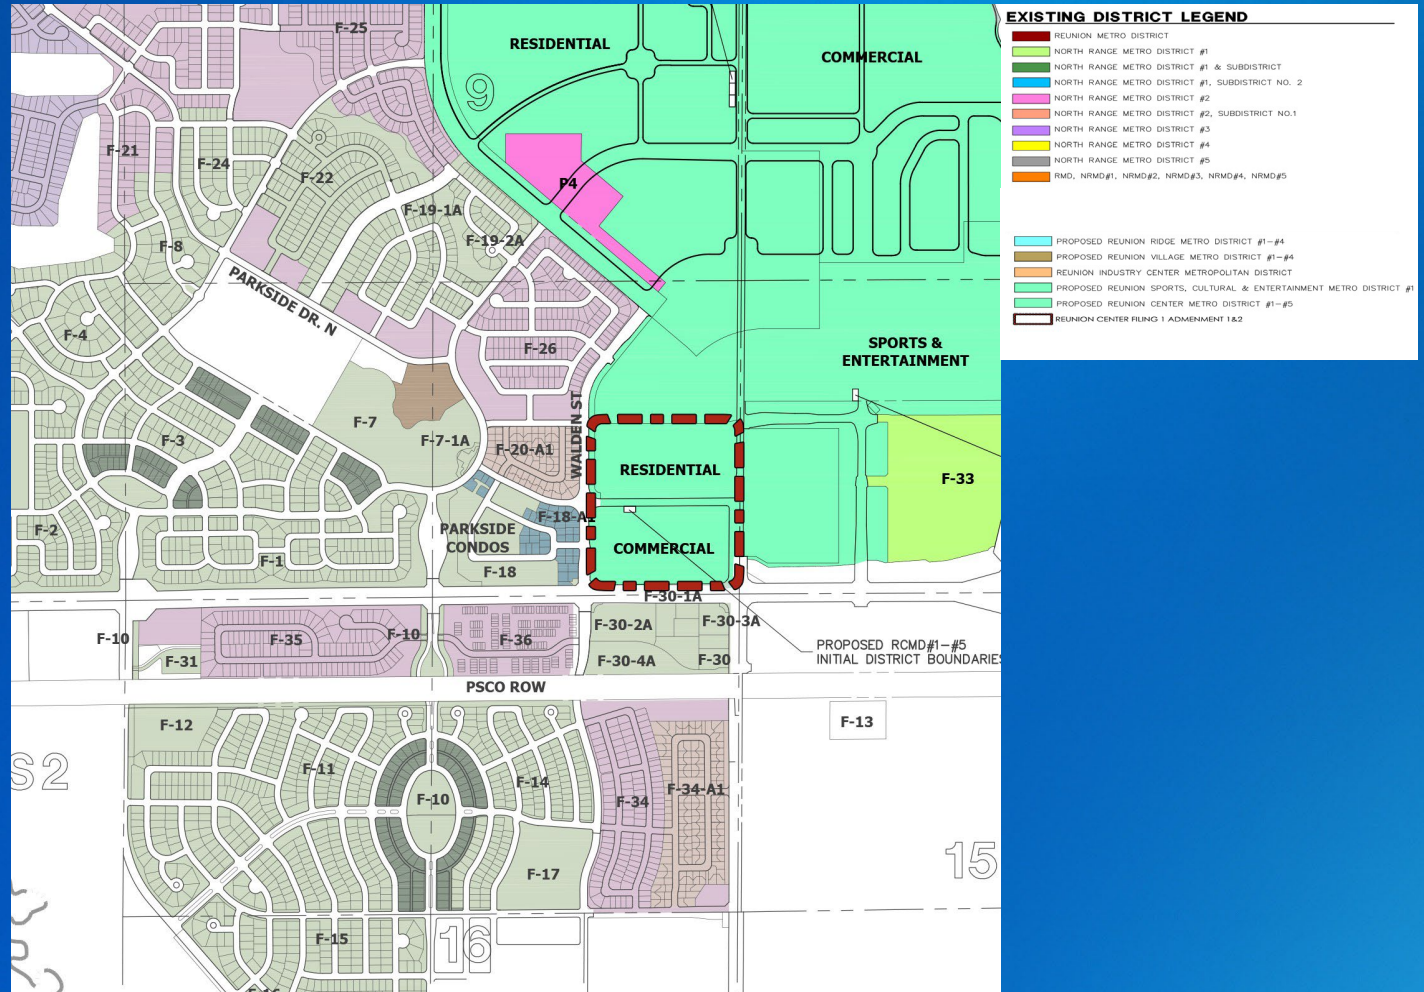 EXISTING DISTRICT LEGEND
REUNION METRO DISTRICT
NORTH RANGE METRO DISTRICT #1
NORTH RANGE METRO DISTRICT #1 & SUBDISTRICT
NORTH RANGE METRO DISTRICT #1, SUBDISTRICT NO. 2
NORTH RANGE METRO DISTRICT #2
NORTH RANGE METRO DISTRICT #2, SUBDISTRICT NO.1
NORTH RANGE METRO DISTRICT #3
NORTH RANGE METRO DISTRICT #4
NORTH RANGE METRO DISTRICT #5
RMD, NRMD#1, NRMD#2, NRMD#3, NRMD#4, NRMD#5
PROPOSED REUNION RIDGE METRO DISTRICT #1-#4
PROPOSED REUNION VILLAGE METRO DISTRICT #1-#4
REUNION INDUSTRY CENTER METROPOLITAN DISTRICT
PROPOSED REUNION SPORTS, CULTURAL & ENTERTAINMENT METRO DISTRICT #1
PROPOSED REUNION CENTER METRO DISTRICT #1-#5
REUNION CENTER FILING 1 ADMENMENT 1&2
F-25
RESIDENTIAL
COMMERCIAL
9
F-21
F-24
F-22
P4
F-19-1A
F-8
F-19-2A
PARKSIDE DR. N
F-4
F-26
SPORTS &
ENTERTAINMENT
WALDEN ST
F-7
F-3
F-7-1A
F-20-A1
RESIDENTIAL
F-33
F-2
PARKSIDE
CONDOS
F-18-A1
COMMERCIAL
F-1
F-18
F-30-1A
F-10
F-35
F-10
F-36
F-30-2A
F-30-3A
F-31
F-30-4A
F-30
PROPOSED RCMD#1-#5
INITIAL DISTRICT BOUNDARIES
PSCO ROW
F-12
F-13
S2
F-11
F-14
F-10
F-34
F-34-A1
F-17
15
F-15
16